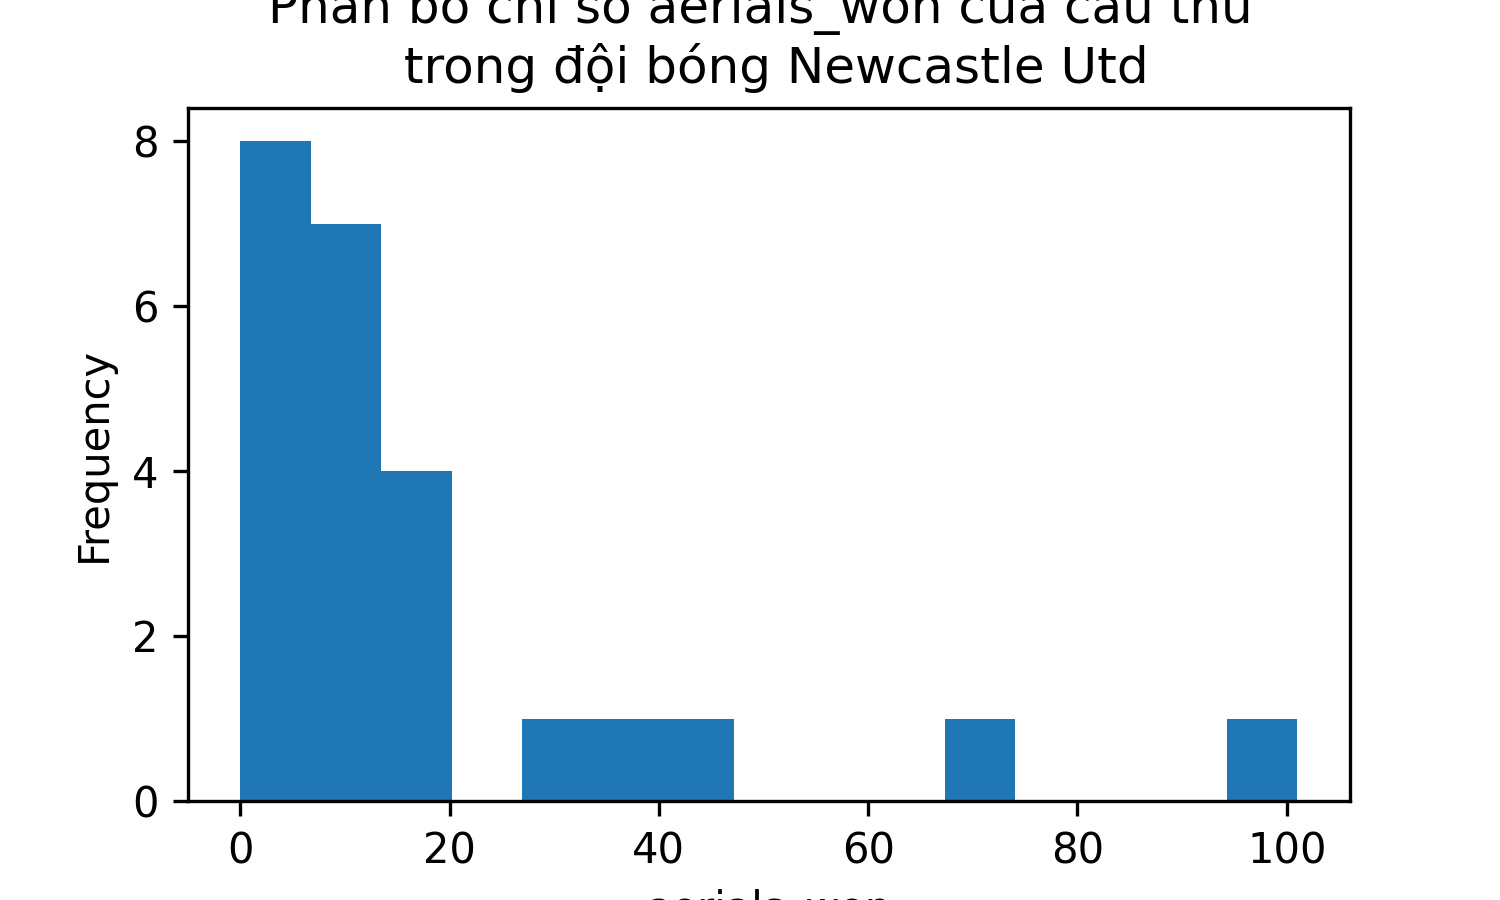 Phân bố chỉ số aerials_won của cầu thủ
trong đội bóng Newcastle Utd
8
6
4
2
0
Frequency
0 20 40 60 80 100
aerials_won